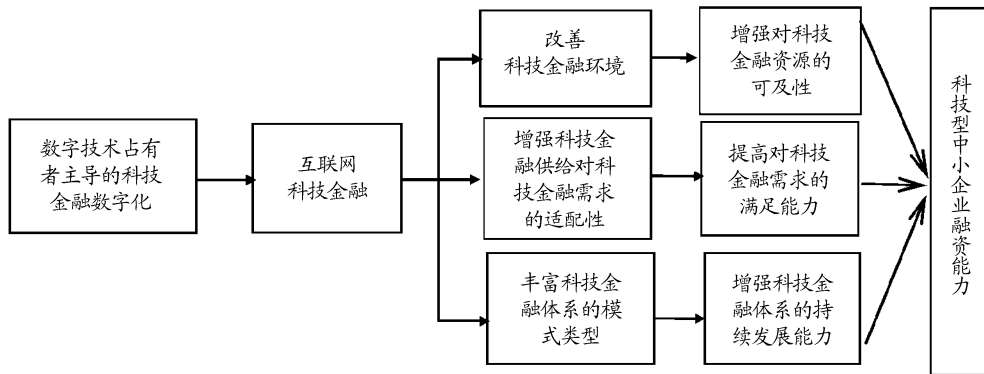 数字技术占有
者主导的科技
金融数字化
互联网
科技金融
改善
科技金融环境
增强对科技
金融资源的
可及性
增强科技金
融供给对科
技金融需求
的适配性
提高对科技
金融需求的
满足能力
丰富科技金
融体系的模
式类型
增强科技金
融体系的持
续发展能力
科技型中小企业融资能力